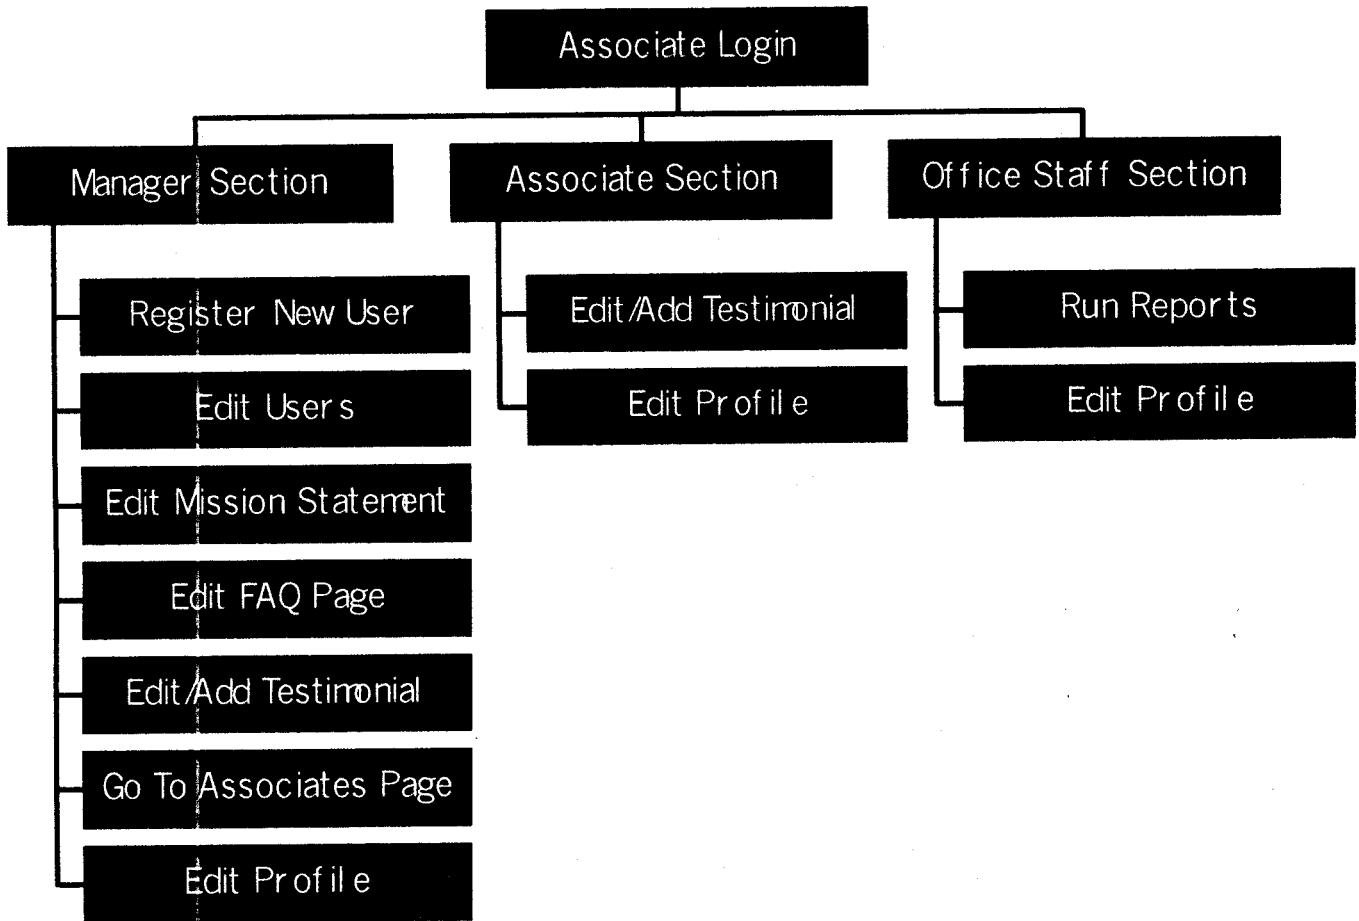 Associate Login
Manager Section
Associate Section
Office Staff Section
Register New User
Edit Users
Edit Mission Statement
Edit FAQ Page
Edit/Add Testimonial
Go To Associates Page
Edit Profile
Edit/Add Testimonial
Edit Profile
Run Reports
Edit Profile